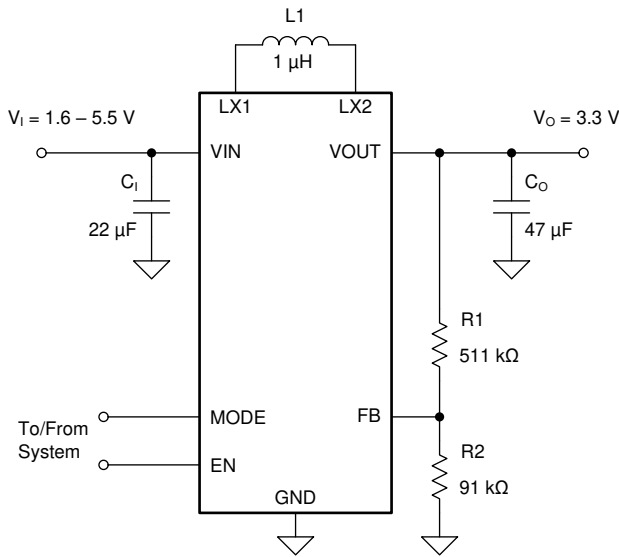 L1
1 µH
LX1
LX2
V_I = 1.6 – 5.5 V
V_O = 3.3 V
VIN
VOUT
C_I
22 µF
C_O
47 µF
R1
511 kΩ
To/From
System
MODE
FB
EN
R2
91 kΩ
GND